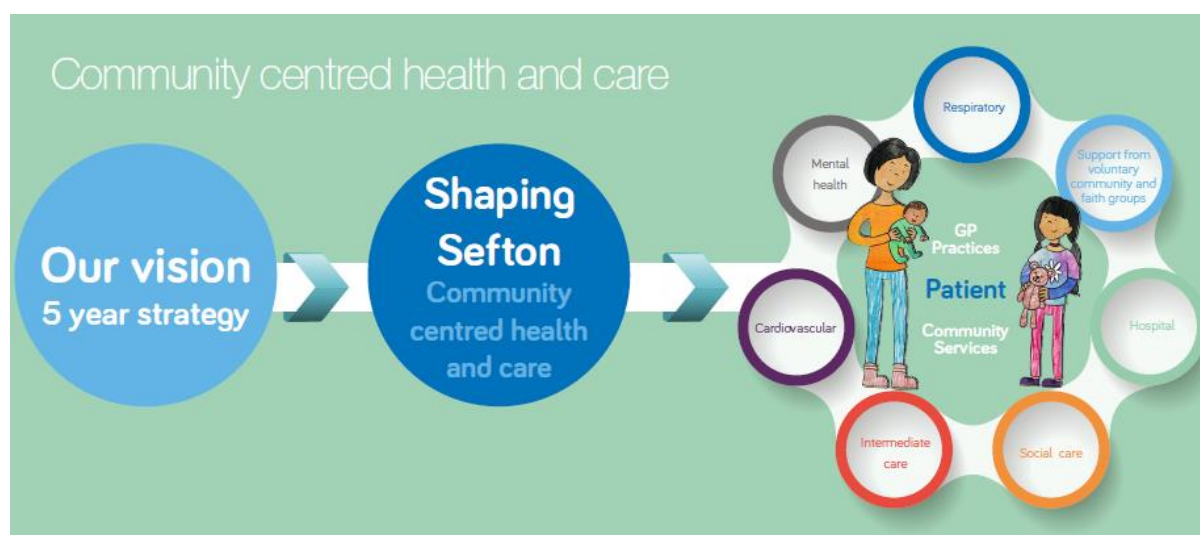 Community centred health and care
Our vision
5 year strategy
Shaping
Sefton
Community
centred health
and care
Respiratory
Mental
health
Support from
voluntary
community and
faith groups
GP
Practices
Patient
Community
Services
Cardiovascular
Hospital
Intermediate
care
Social care